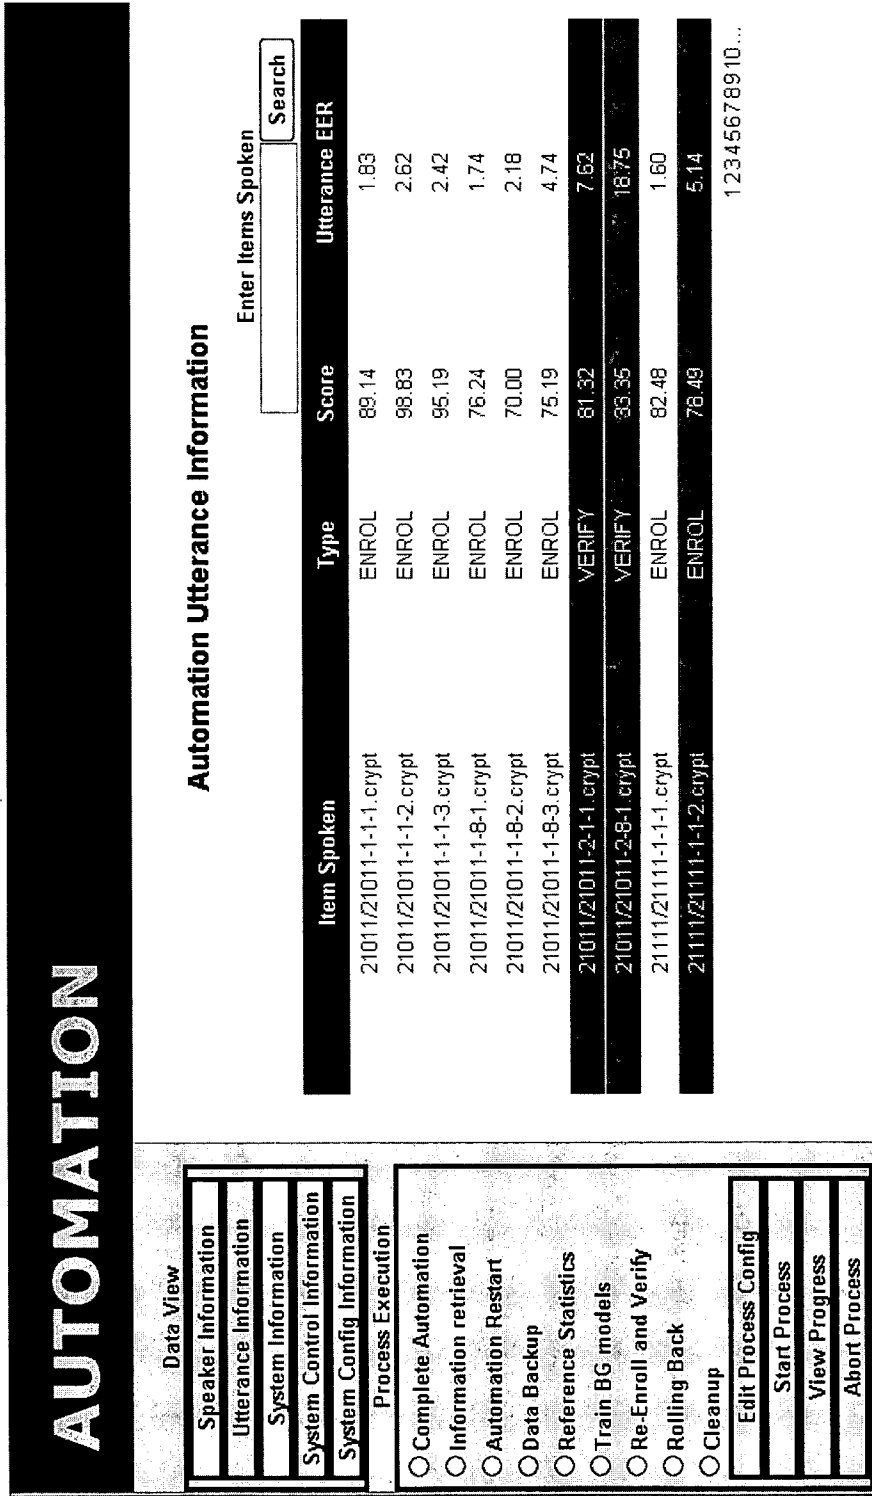 AUTOMATION
Data View
Speaker Information
Utterance Information
System Information
System Control Information
System Config Information
Process Execution
Complete Automation
Information retrieval
Automation Restart
Data Backup
Reference Statistics
Train BG models
Re-Enroll and Verify
Rolling Back
Cleanup
Edit Process Config
Start Process
View Progress
Abort Process
Automation Utterance Information
Enter Items Spoken
Search
Item Spoken Type Score Utterance EER
21011/21011-1-1-1.crypt ENROL 89.14 1.83
21011/21011-1-1-2.crypt ENROL 98.83 2.62
21011/21011-1-1-3.crypt ENROL 95.19 2.42
21011/21011-1-8-1.crypt ENROL 76.24 1.74
21011/21011-1-8-2.crypt ENROL 70.00 2.18
21011/21011-1-8-3.crypt ENROL 75.19 4.74
21011/21011-2-1-1.crypt VERIFY 81.32 7.62
21011/21011-2-8-1.crypt VERIFY 33.35 18.75
21111/21111-1-1-1.crypt ENROL 82.48 1.60
21111/21111-1-1-2.crypt ENROL 78.49 5.14
12345678910...